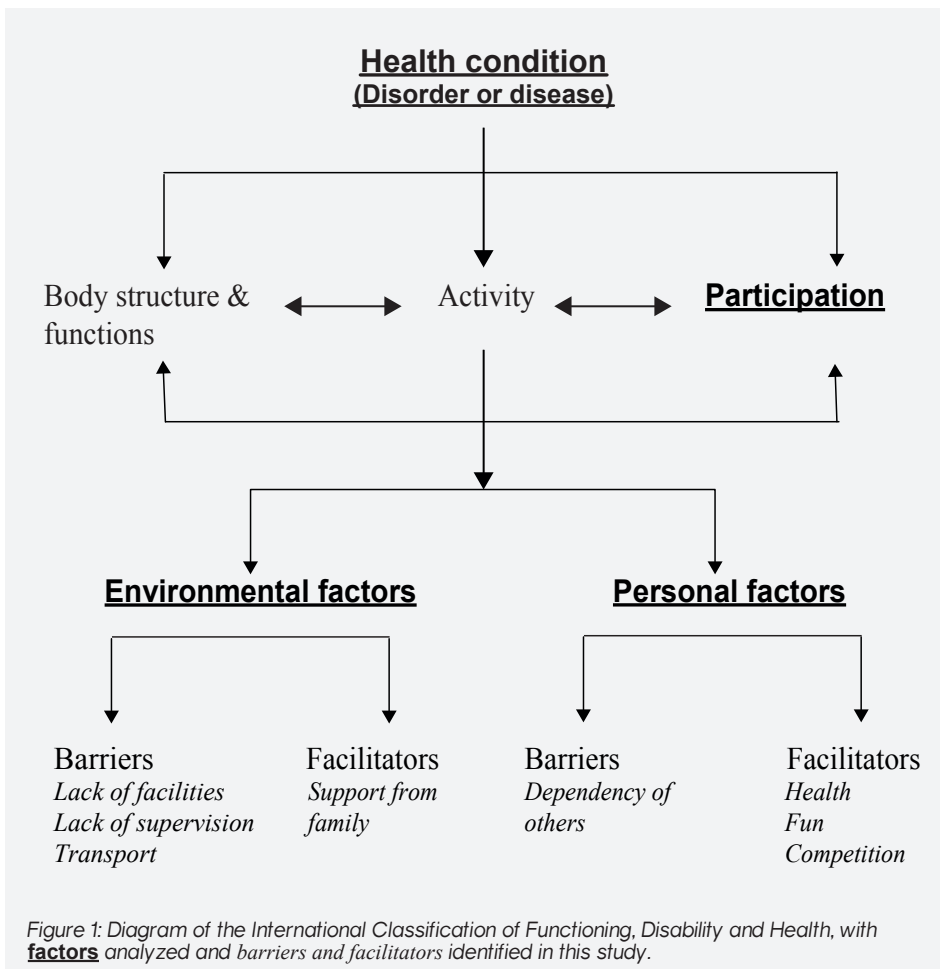 Health condition
(Disorder or disease)
Body structure &
functions
Activity
Participation
Environmental factors
Personal factors
Barriers
Lack of facilities
Lack of supervision
Transport
Facilitators
Support from
family
Barriers
Dependency of
others
Facilitators
Health
Fun
Competition
Figure 1: Diagram of the International Classification of Functioning, Disability and Health, with
factors analyzed and barriers and facilitators identified in this study.